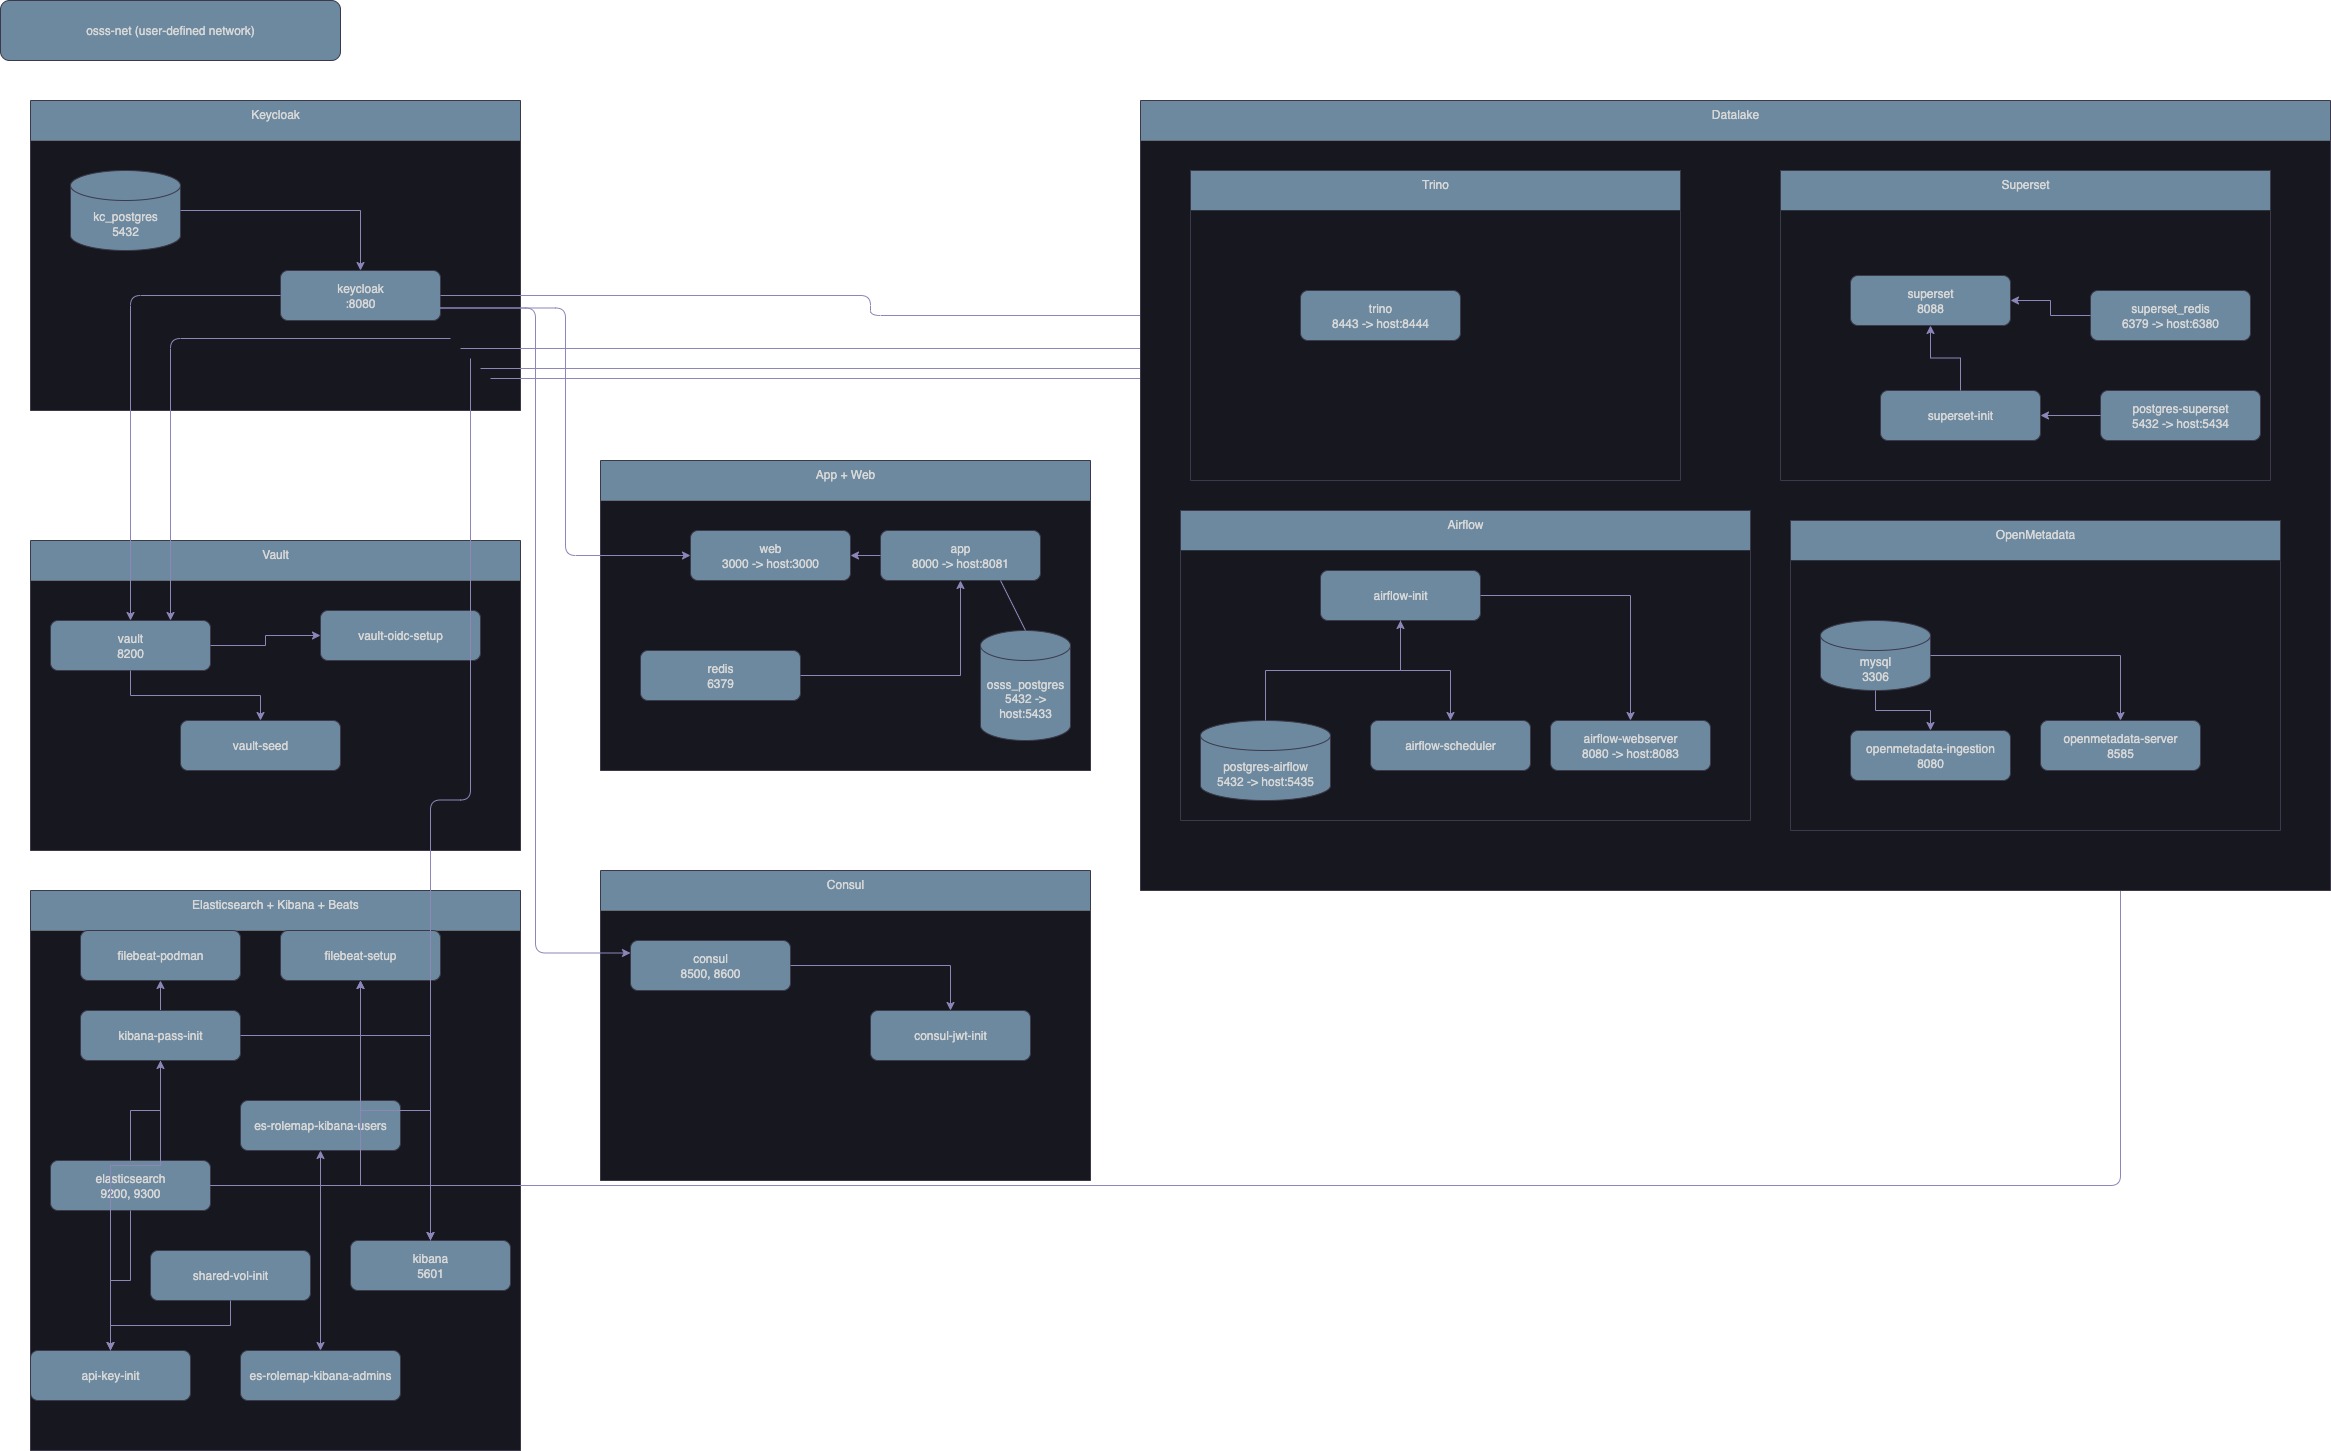 osss-net (user-defined network)
Keycloak
kc_postgres
5432
keycloak
:8080
Vault
vault
8200
vault-oidc-setup
vault-seed
Elasticsearch + Kibana + Beats
filebeat-podman
filebeat-setup
kibana-pass-init
es-rolemap-kibana-users
elasticsearch
9200, 9300
shared-vol-init
kibana
5601
api-key-init
es-rolemap-kibana-admins
App + Web
web
3000 -> host:3000
app
8000 -> host:8081
redis
6379
osss_postgres
5432 ->
host:5433
Consul
consul
8500, 8600
consul-jwt-init
Datalake
Trino
trino
8443 -> host:8444
Superset
superset
8088
superset_redis
6379 -> host:6380
superset-init
postgres-superset
5432 -> host:5434
Airflow
airflow-init
postgres-airflow
5432 -> host:5435
airflow-scheduler
airflow-webserver
8080 -> host:8083
OpenMetadata
mysql
3306
openmetadata-ingestion
8080
openmetadata-server
8585